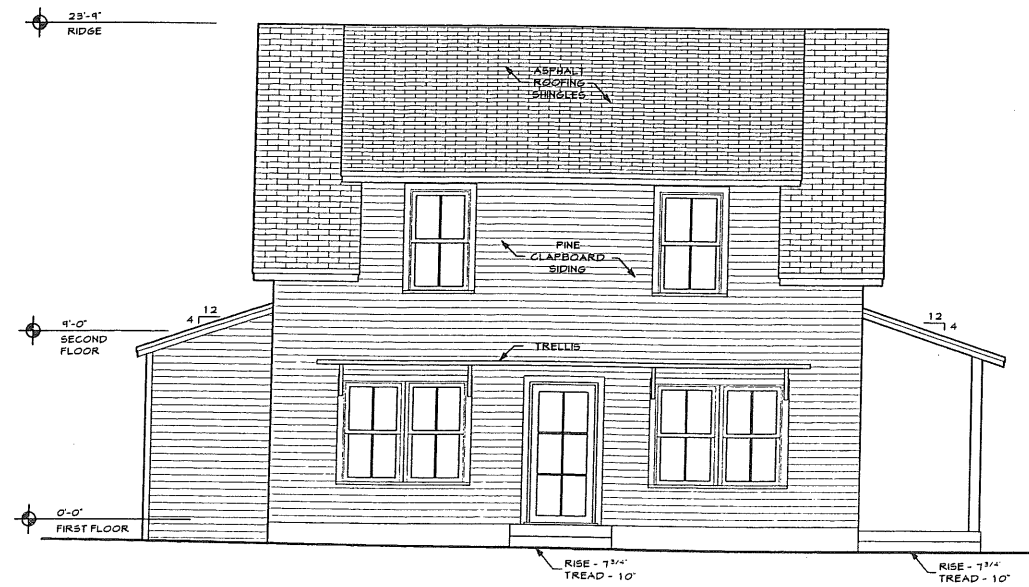 23'-9"
RIDGE
ASPHALT
ROOFING
SHINGLES
PINE
CLAPBOARD
SIDING
12
4
12
4
9'-0"
SECOND
FLOOR
TRELLIS
0'-0"
FIRST FLOOR
RISE - 7 3/4"
TREAD - 10"
RISE - 7 3/4"
TREAD - 10"